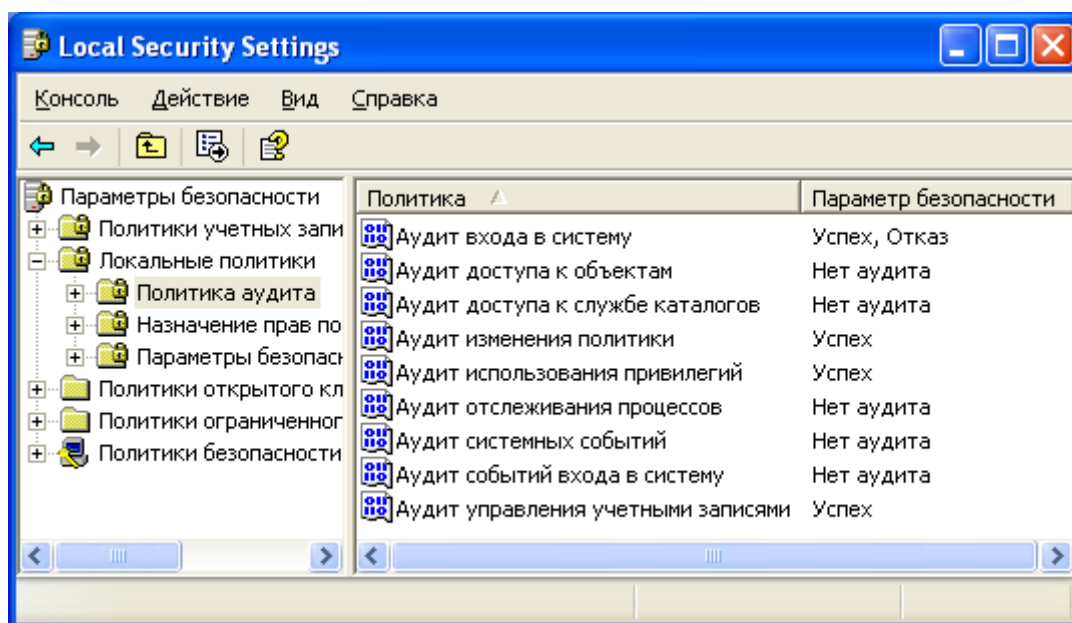 Local Security Settings
Консоль Действие Вид Справка
Параметры безопасности
Политики учетных запи
Локальные политики
Политика аудита
Назначение прав по
Параметры безопасн
Политики открытого кл
Политики ограниченног
Политики безопасности
Политика Параметр безопасности
Аудит входа в систему Успех, Отказ
Аудит доступа к объектам Нет аудита
Аудит доступа к службе каталогов Нет аудита
Аудит изменения политики Успех
Аудит использования привилегий Успех
Аудит отслеживания процессов Нет аудита
Аудит системных событий Нет аудита
Аудит событий входа в систему Нет аудита
Аудит управления учетными записями Успех